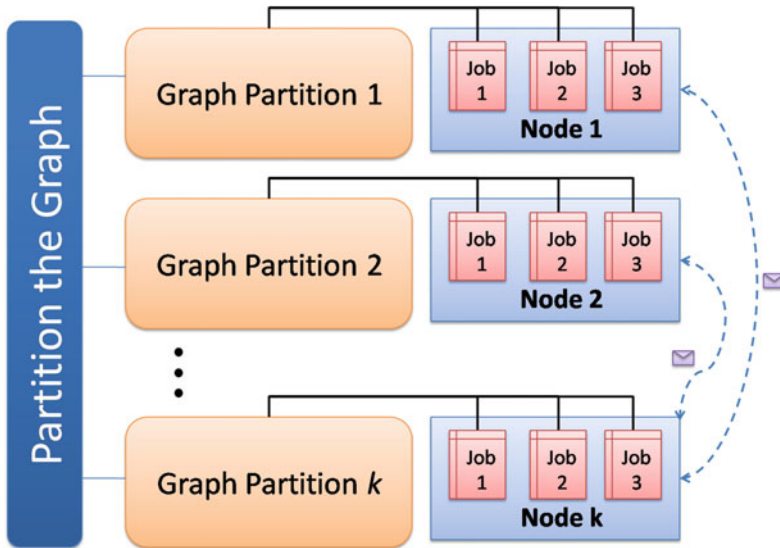 Partition the Graph
Graph Partition 1
Job
1
Job
2
Job
3
Node 1
Graph Partition 2
Job
1
Job
2
Job
3
Node 2
Graph Partition k
Job
1
Job
2
Job
3
Node k